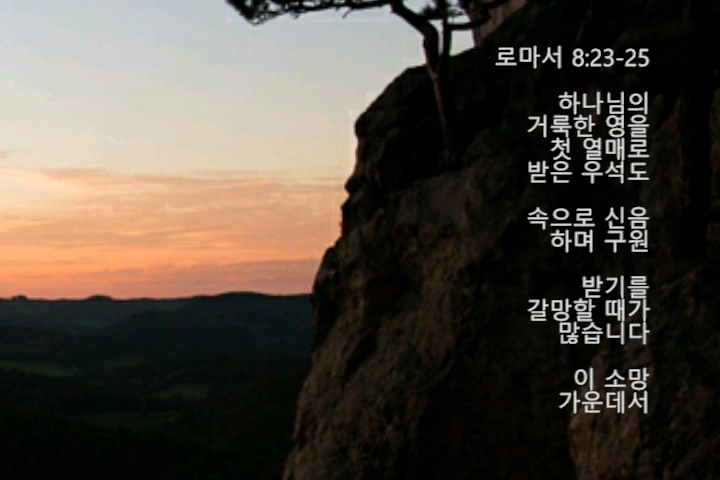 로마서 8:23-25
하나님의
거룩한 영을
첫 열매로
받은 우석도
속으로 신음
하며 구원
받기를
갈망할 때가
많습니다
이 소망
가운데서